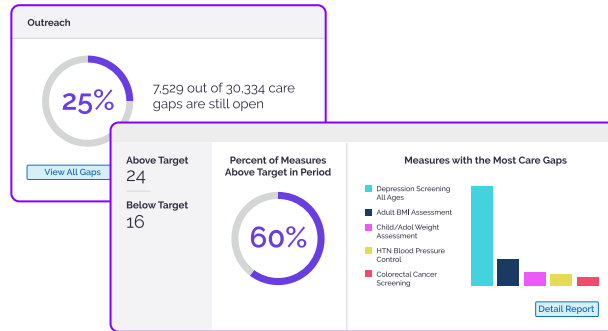 Outreach
25%
7,529 out of 30,334 care
gaps are still open
View All Gaps
Above Target
24
Below Target
16
Percent of Measures
Above Target in Period
60%
Measures with the Most Care Gaps
Depression Screening
All Ages
Adult BMI Assessment
Child/Adol Weight
Assessment
HTN Blood Pressure
Control
Colorectal Cancer
Screening
Detail Report